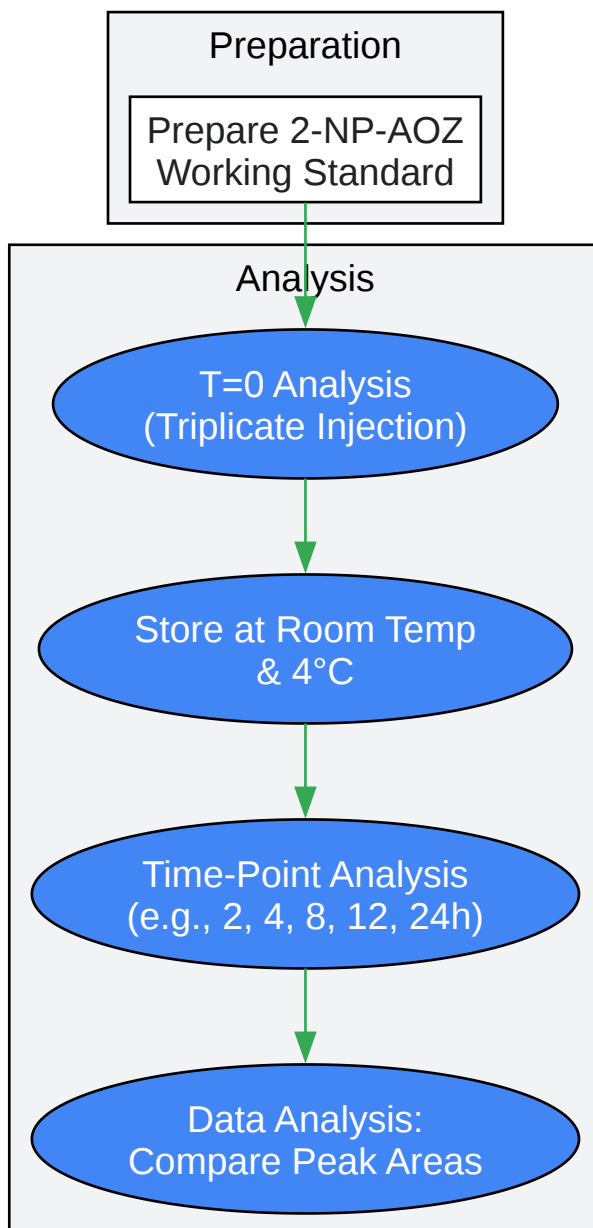 Preparation
Prepare 2-NP-AOZ
Working Standard
Analysis
T=0 Analysis
(Triplicate Injection)
Store at Room Temp
& 4°C
Time-Point Analysis
(e.g., 2, 4, 8, 12, 24h)
Data Analysis:
Compare Peak Areas